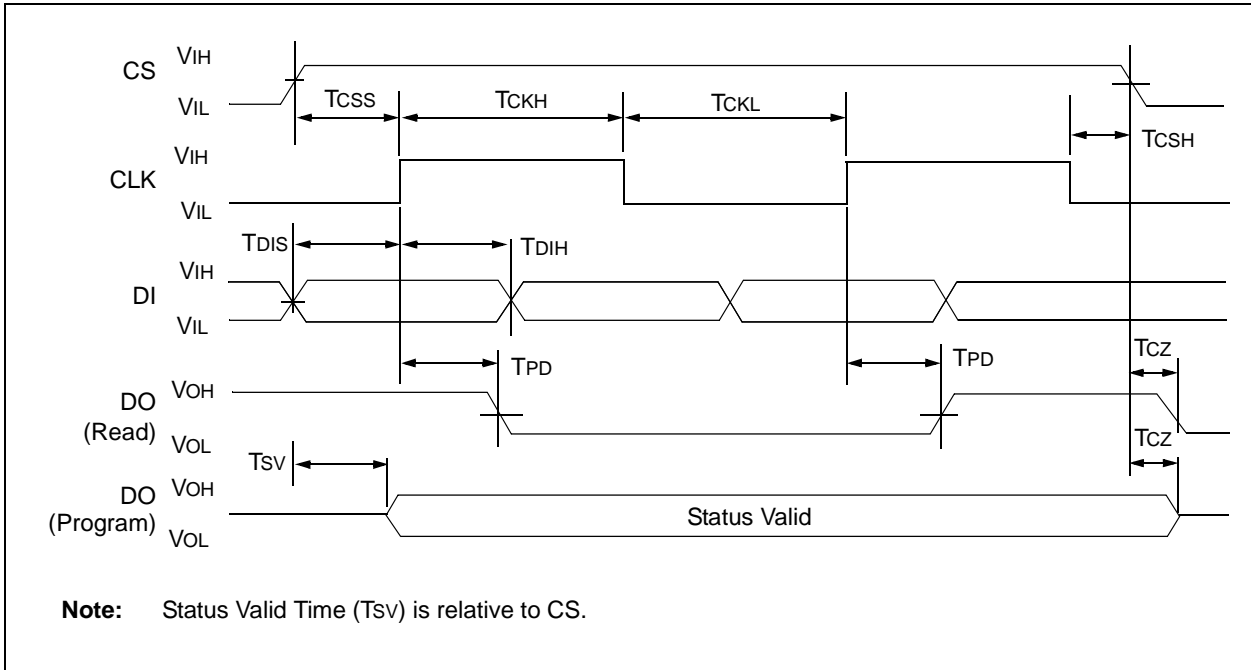 CS
VIH
VIL
TCSS
TCKH
TCKL
TCSH
CLK
VIH
VIL
TDIS
TDIH
DI
VIH
VIL
TPD
TPD
TCZ
DO
(Read)
VOH
VOL
TCZ
TSV
DO
(Program)
VOH
VOL
Status Valid
Note: Status Valid Time (TSV) is relative to CS.